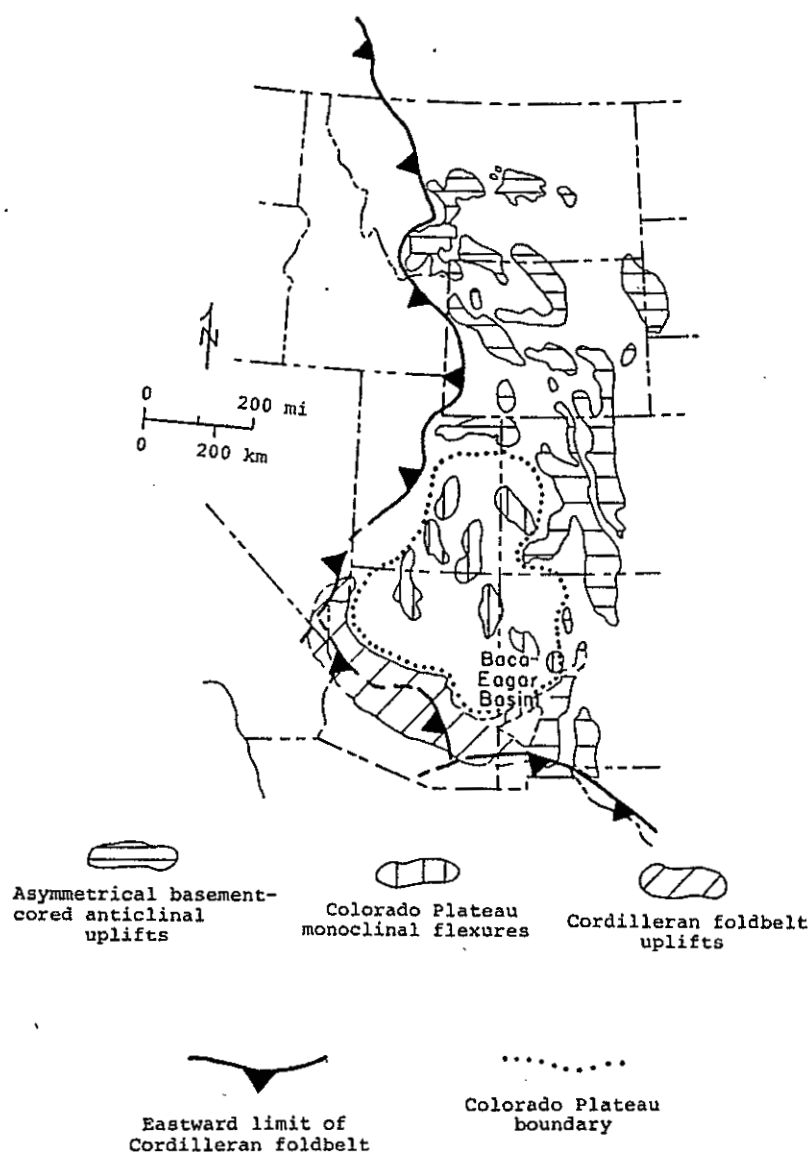 N
0 200 mi
0 200 km
Baca-
Eagar
Basin
Asymmetrical basement-
cored anticlinal
uplifts
Colorado Plateau
monoclinal flexures
Cordilleran foldbelt
uplifts
Eastward limit of
Cordilleran foldbelt
Colorado Plateau
boundary